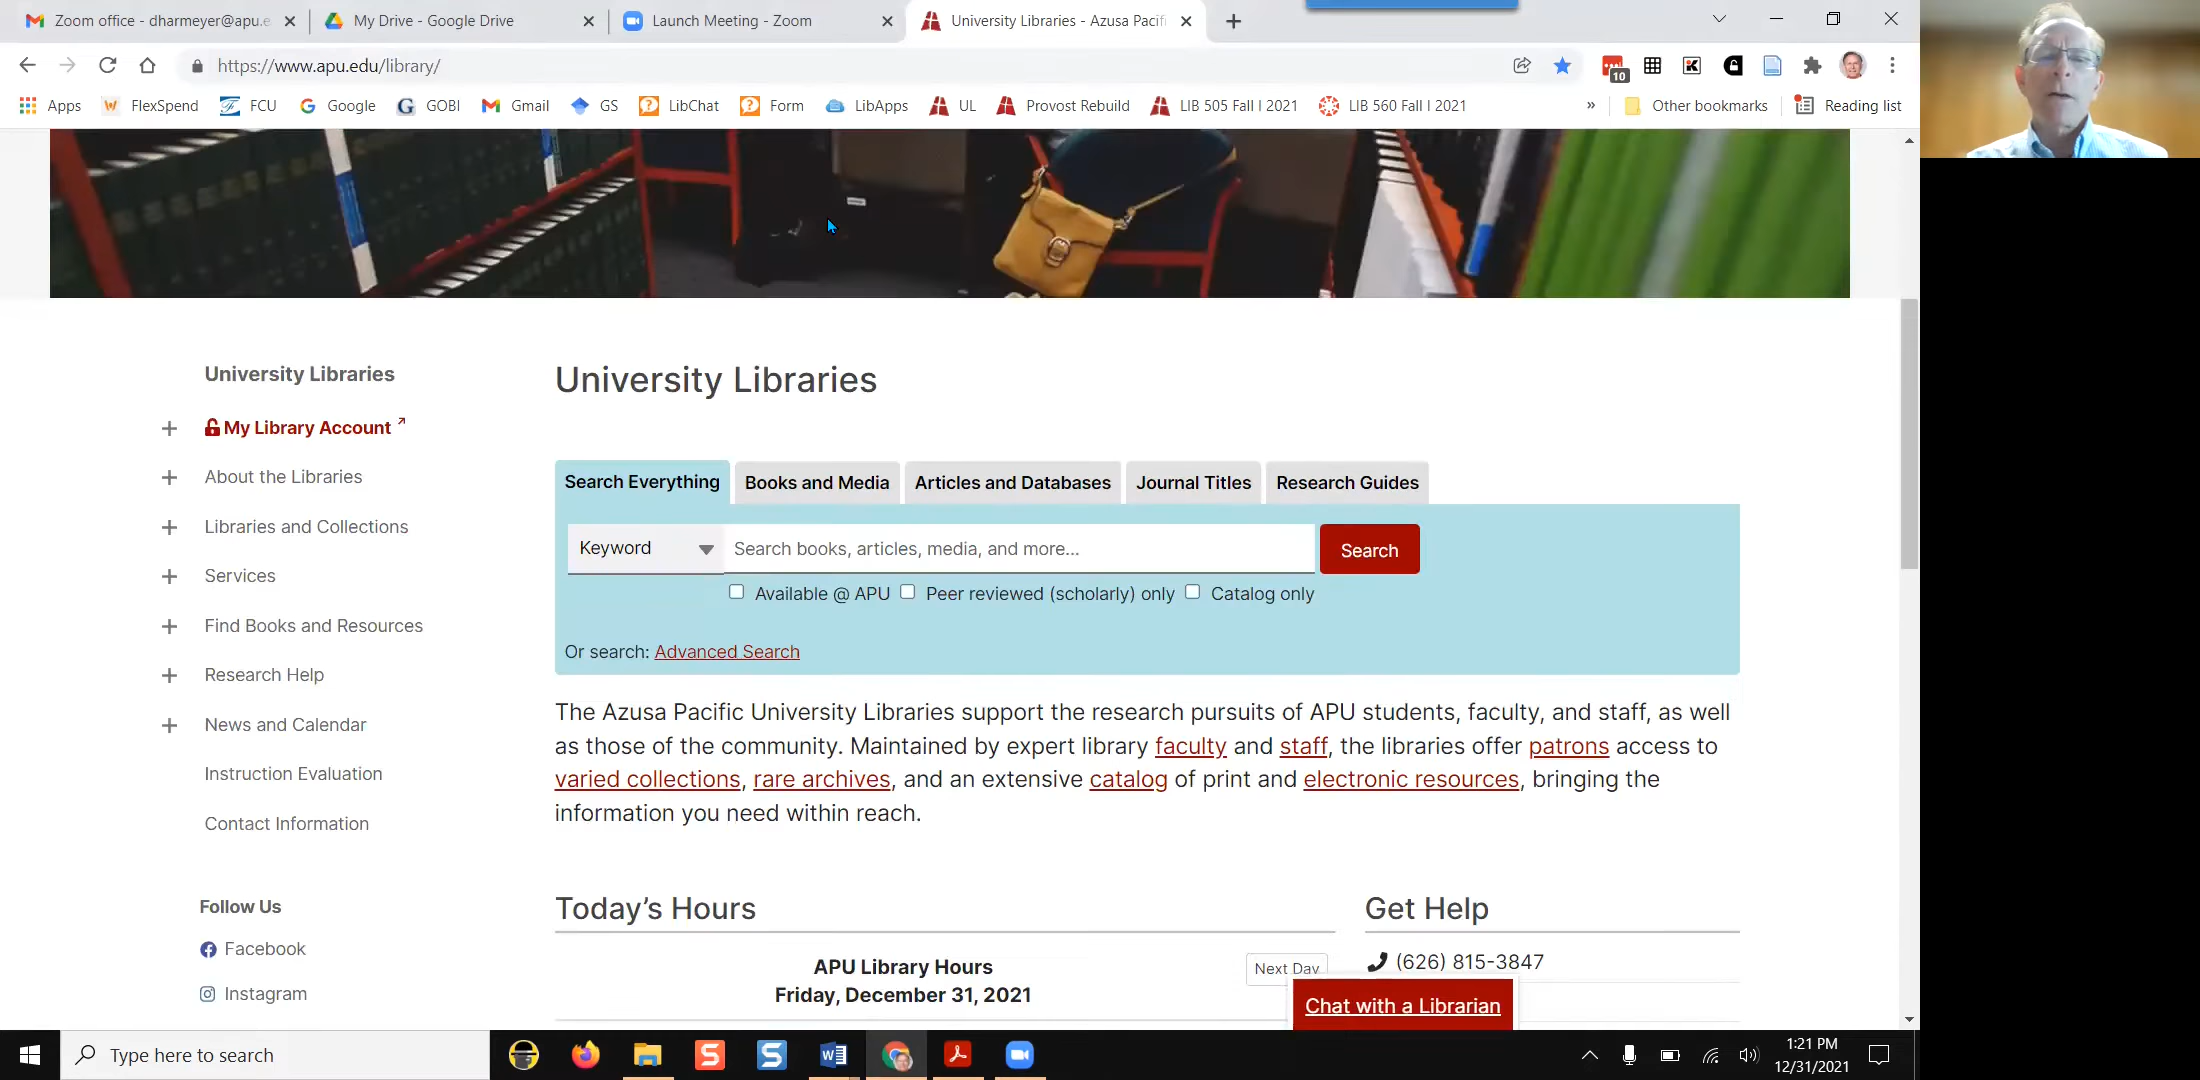 Zoom office - dharmeyer@apu.e
My Drive - Google Drive
Launch Meeting - Zoom
University Libraries - Azusa Pacif
https://www.apu.edu/library/
10
Apps
FlexSpend
FCU
Google
GOBI
Gmail
GS
LibChat
Form
LibApps
UL
Provost Rebuild
LIB 505 Fall I 2021
LIB 560 Fall I 2021
»
Other bookmarks
Reading list
University Libraries
My Library Account
About the Libraries
Libraries and Collections
Services
Find Books and Resources
Research Help
News and Calendar
Instruction Evaluation
Contact Information
Follow Us
Facebook
Instagram
University Libraries
Search Everything
Books and Media
Articles and Databases
Journal Titles
Research Guides
Keyword
Search books, articles, media, and more...
Search
Available @ APU
Peer reviewed (scholarly) only
Catalog only
Or search: Advanced Search
The Azusa Pacific University Libraries support the research pursuits of APU students, faculty, and staff, as well
as those of the community. Maintained by expert library faculty and staff, the libraries offer patrons access to
varied collections, rare archives, and an extensive catalog of print and electronic resources, bringing the
information you need within reach.
Today's Hours
APU Library Hours
Friday, December 31, 2021
Next Day
Get Help
(626) 815-3847
Chat with a Librarian
Type here to search
1:21 PM
12/31/2021